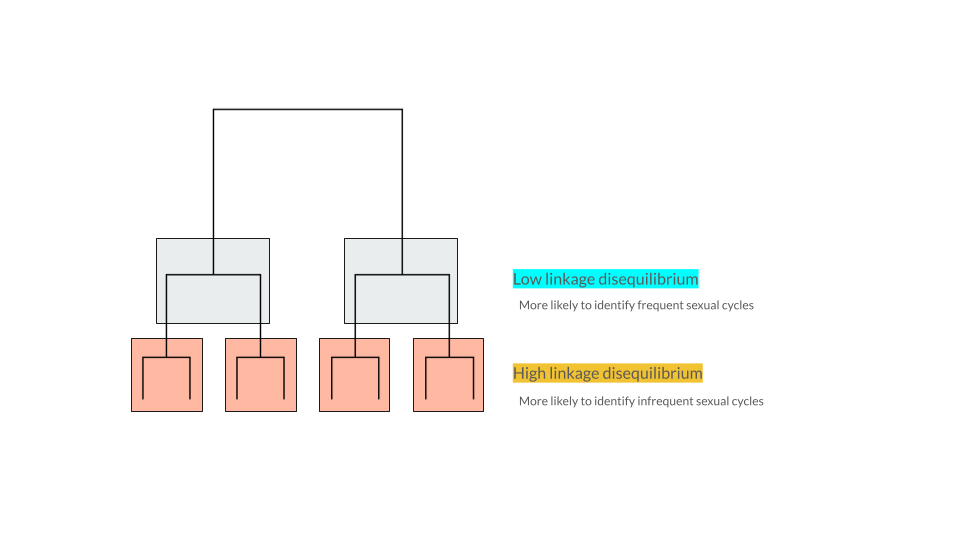 Low linkage disequilibrium
More likely to identify frequent sexual cycles
High linkage disequilibrium
More likely to identify infrequent sexual cycles